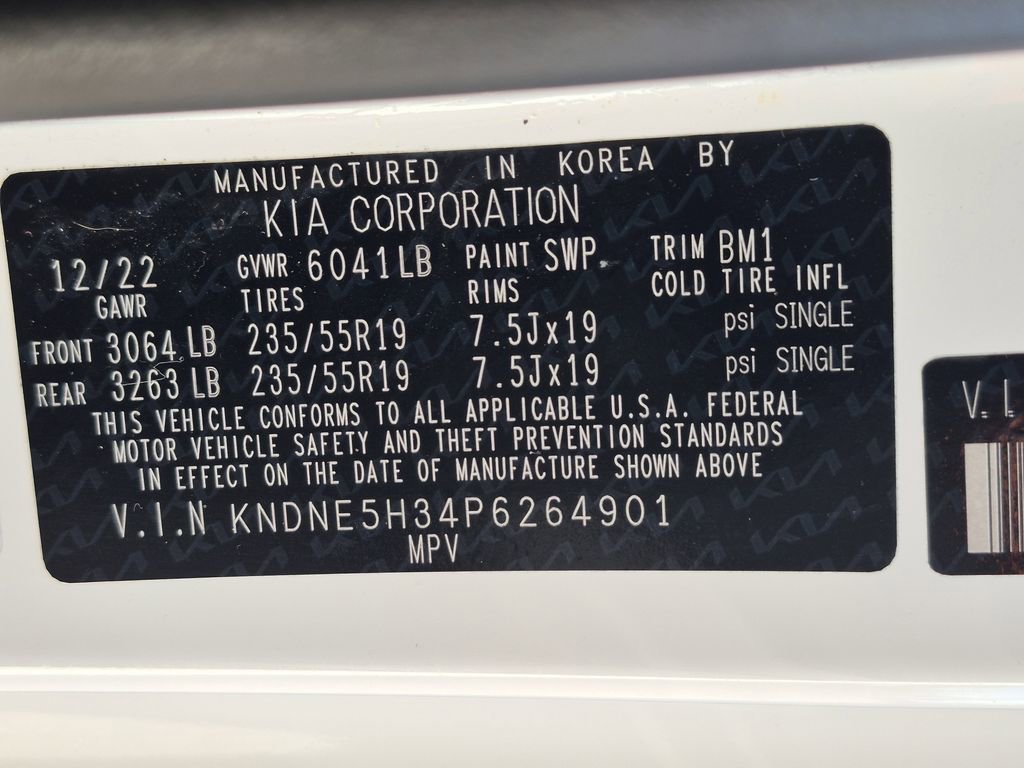 MANUFACTURED IN KOREA BY
KIA CORPORATION
12/22 GVWR 6041LB PAINT SWP TRIM BM1
GAWR TIRES RIMS COLD TIRE INFL
FRONT 3064 LB 235/55R19 7.5Jx19 psi SINGLE
REAR 3263 LB 235/55R19 7.5Jx19 psi SINGLE
THIS VEHICLE CONFORMS TO ALL APPLICABLE U.S.A. FEDERAL
MOTOR VEHICLE SAFETY AND THEFT PREVENTION STANDARDS
IN EFFECT ON THE DATE OF MANUFACTURE SHOWN ABOVE
V.I.N KNDNE5H34P6264901
MPV
V.I.